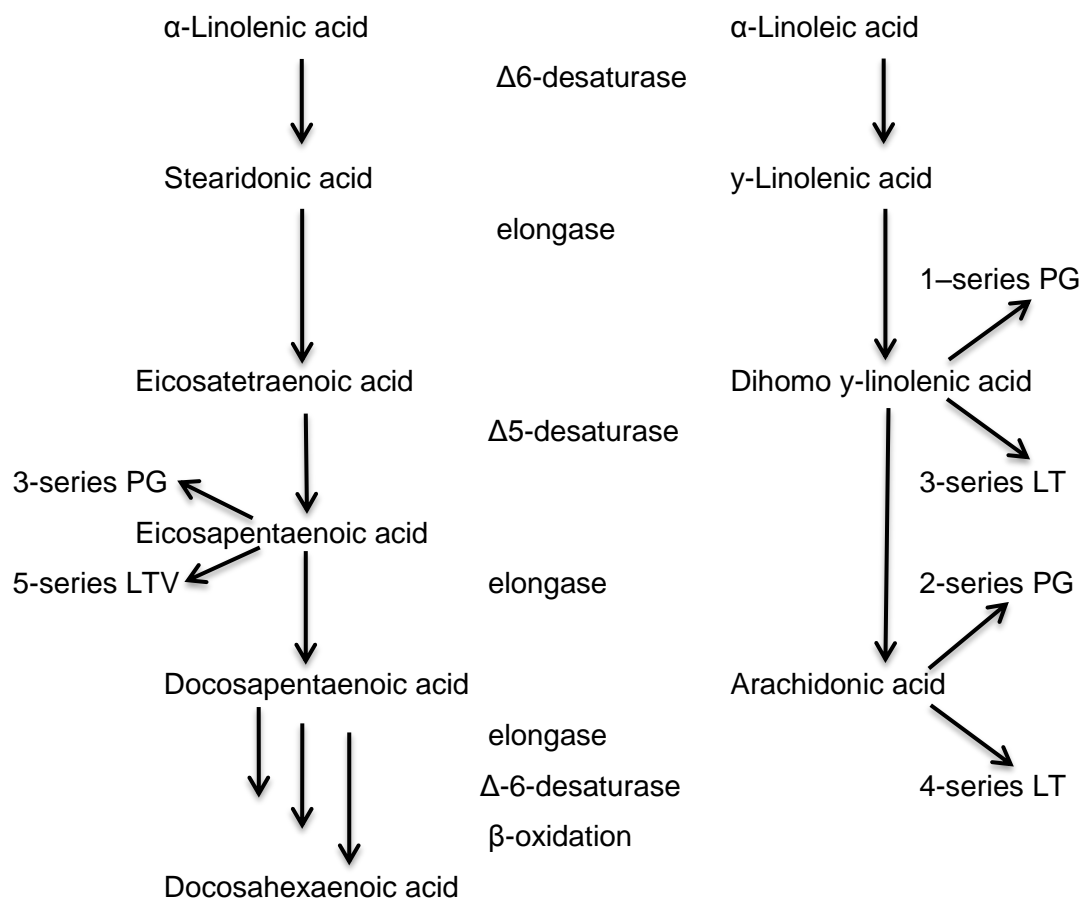 α-Linolenic acid
α-Linoleic acid
Δ6-desaturase
Stearidonic acid
y-Linolenic acid
elongase
1–series PG
Eicosatetraenoic acid
Dihomo y-linolenic acid
Δ5-desaturase
3-series PG
3-series LT
Eicosapentaenoic acid
5-series LTV
elongase
2-series PG
Docosapentaenoic acid
Arachidonic acid
elongase
Δ-6-desaturase
4-series LT
β-oxidation
Docosahexaenoic acid